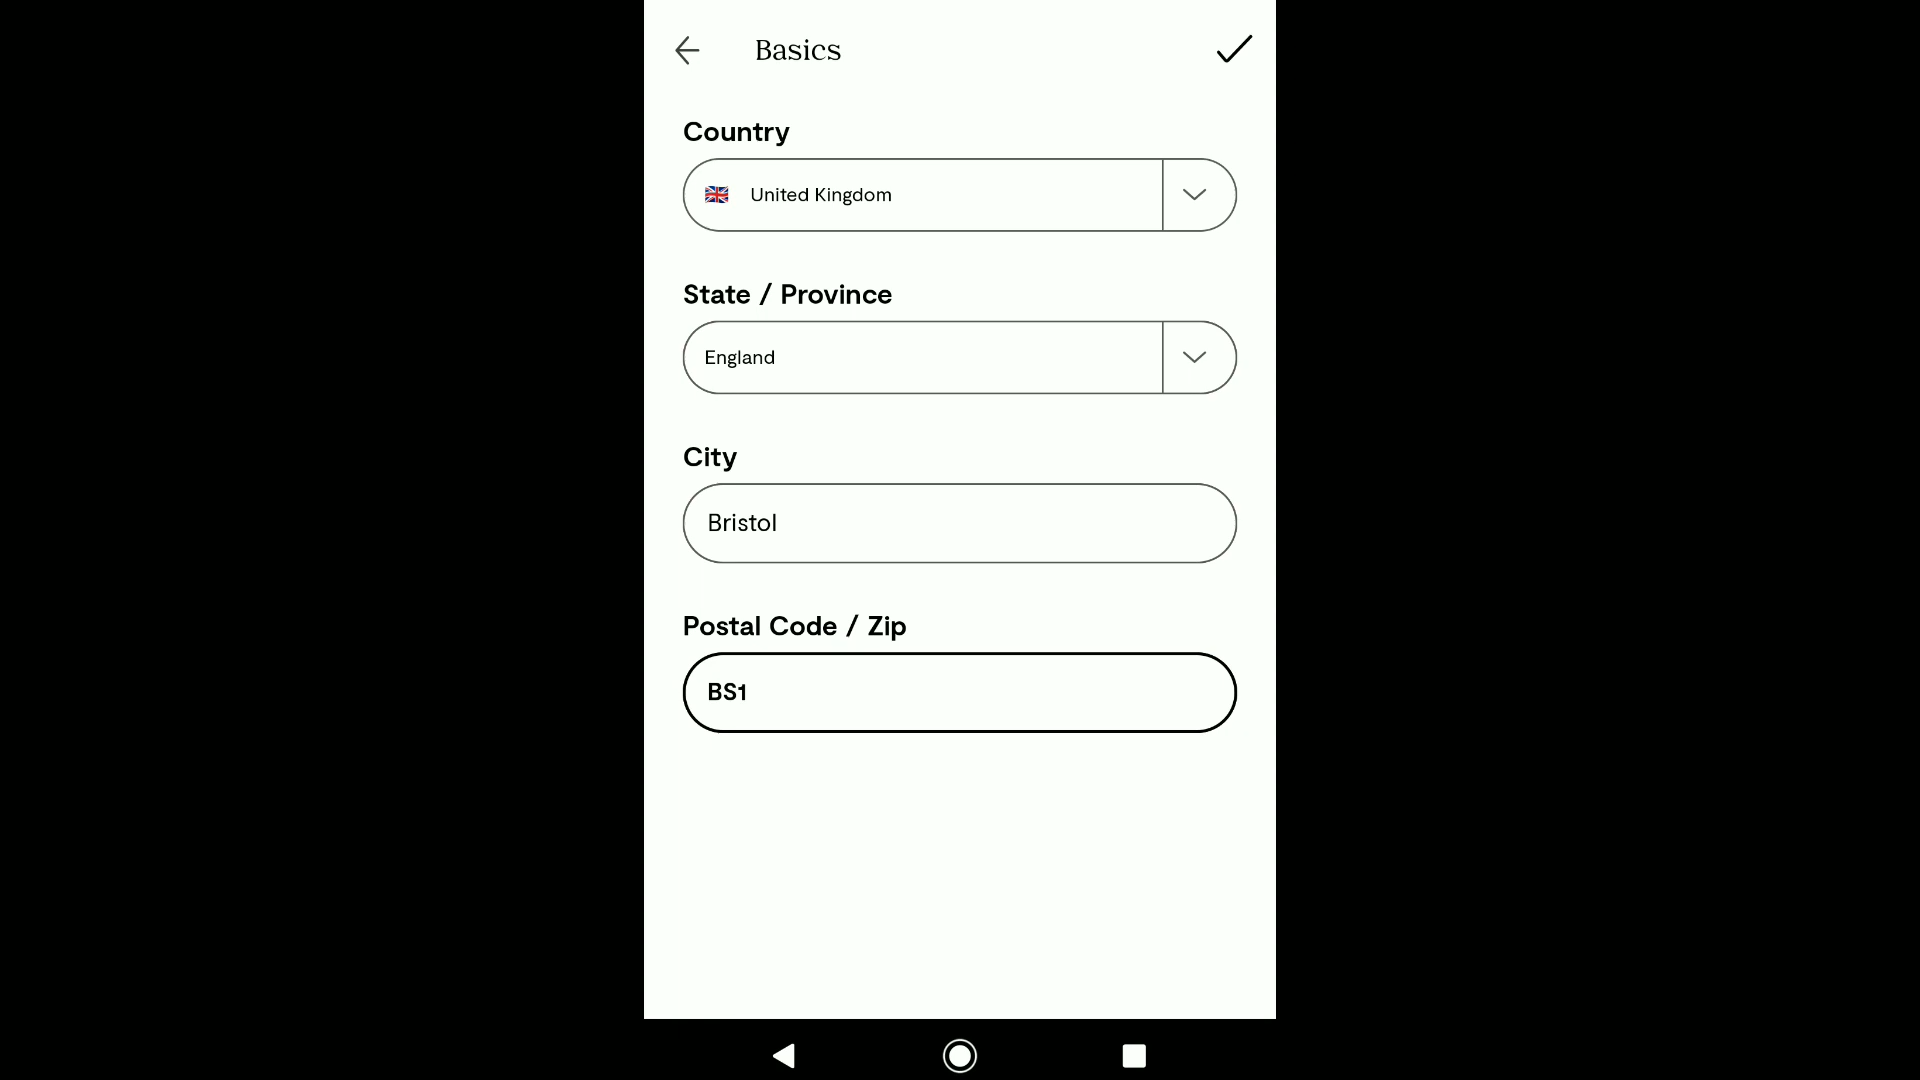 Basics
Country
United Kingdom
State / Province
England
City
Bristol
Postal Code / Zip
BS1